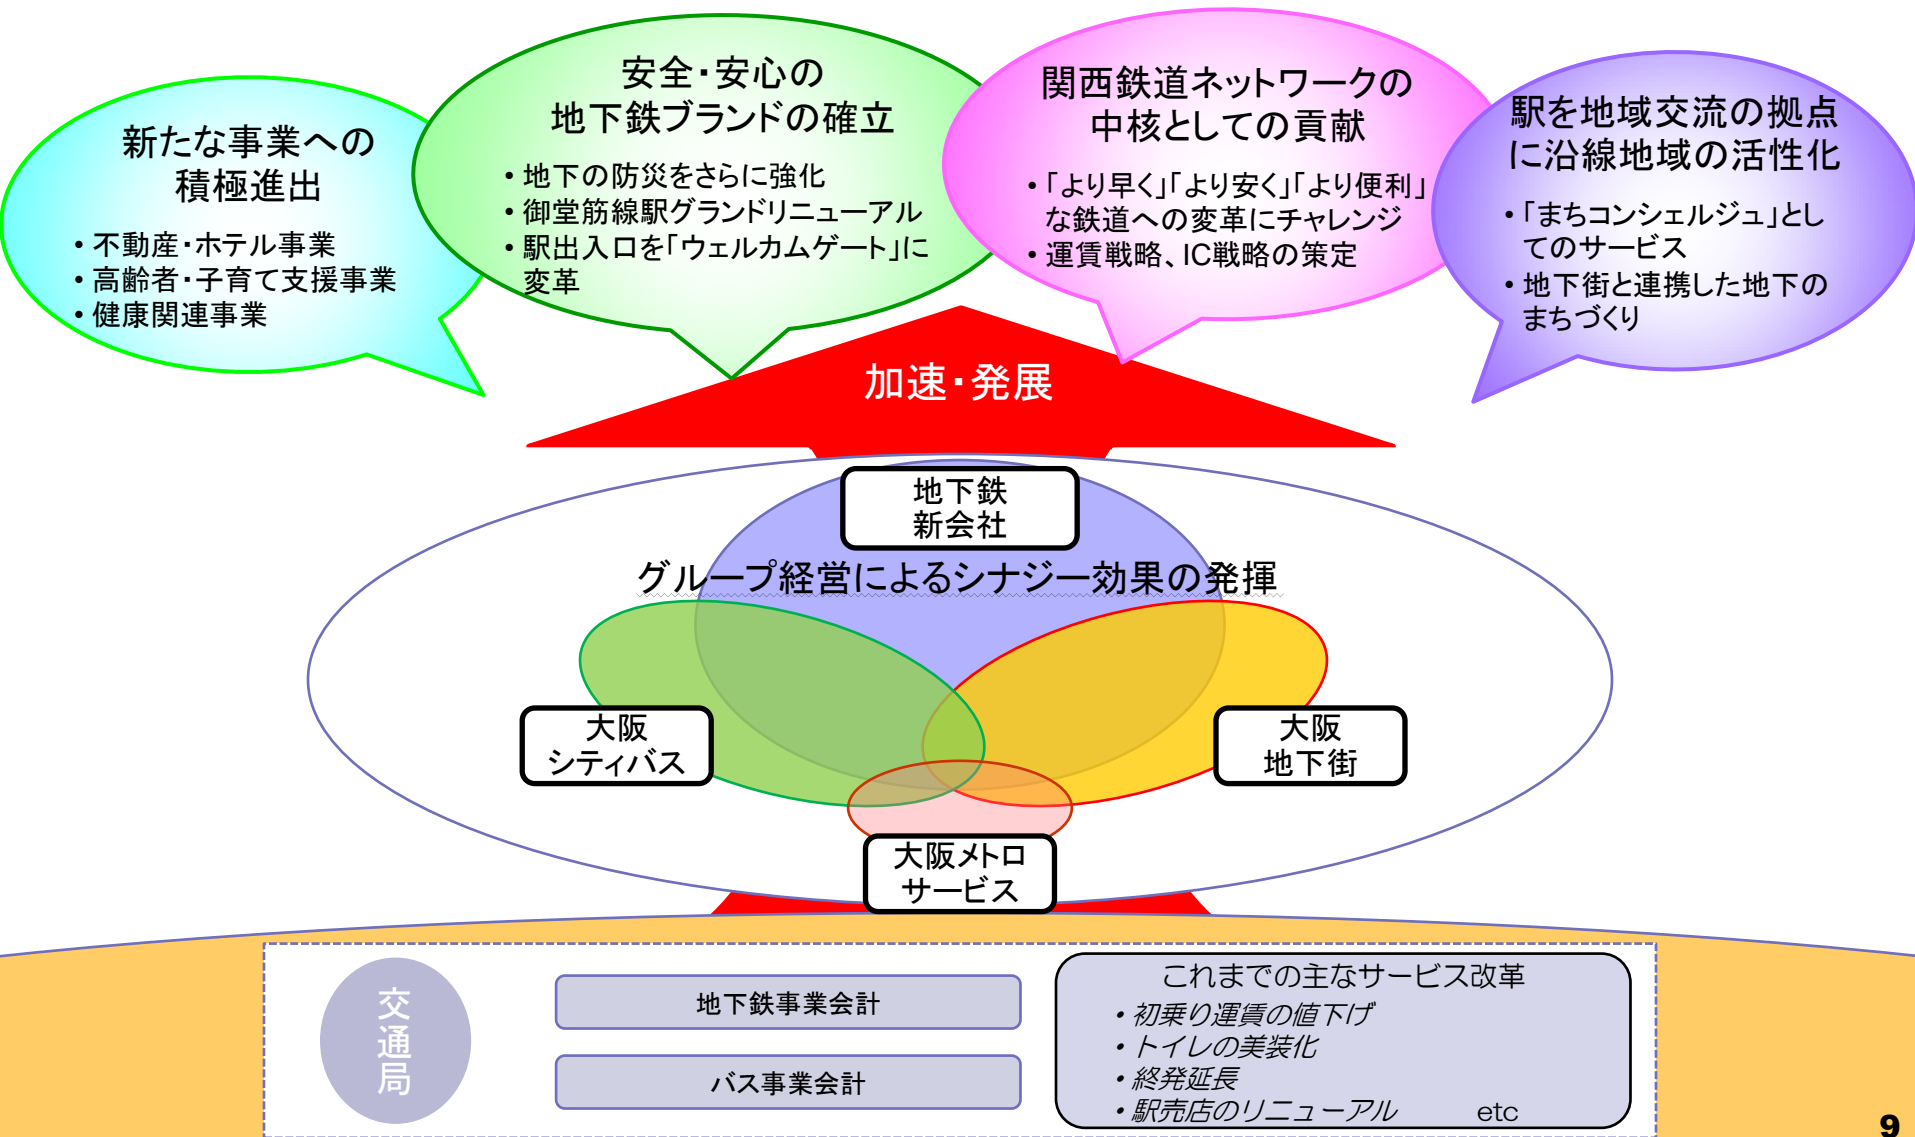 新たな事業への
積極進出
• 不動産・ホテル事業
• 高齢者・子育て支援事業
• 健康関連事業
安全・安心の
地下鉄ブランドの確立
• 地下の防災をさらに強化
• 御堂筋線駅グランドリニューアル
• 駅出入口を「ウェルカムゲート」に
変革
関西鉄道ネットワークの
中核としての貢献
• 「より早く」「より安く」「より便利」
な鉄道への変革にチャレンジ
• 運賃戦略、IC戦略の策定
駅を地域交流の拠点
に沿線地域の活性化
• 「まちコンシェルジュ」とし
てのサービス
• 地下街と連携した地下の
まちづくり
加速・発展
地下鉄
新会社
グループ経営によるシナジー効果の発揮
大阪
シティバス
大阪
地下街
大阪メトロ
サービス
交
通
局
地下鉄事業会計
バス事業会計
これまでの主なサービス改革
・初乗り運賃の値下げ
・トイレの美装化
・終発延長
・駅売店のリニューアル etc
9